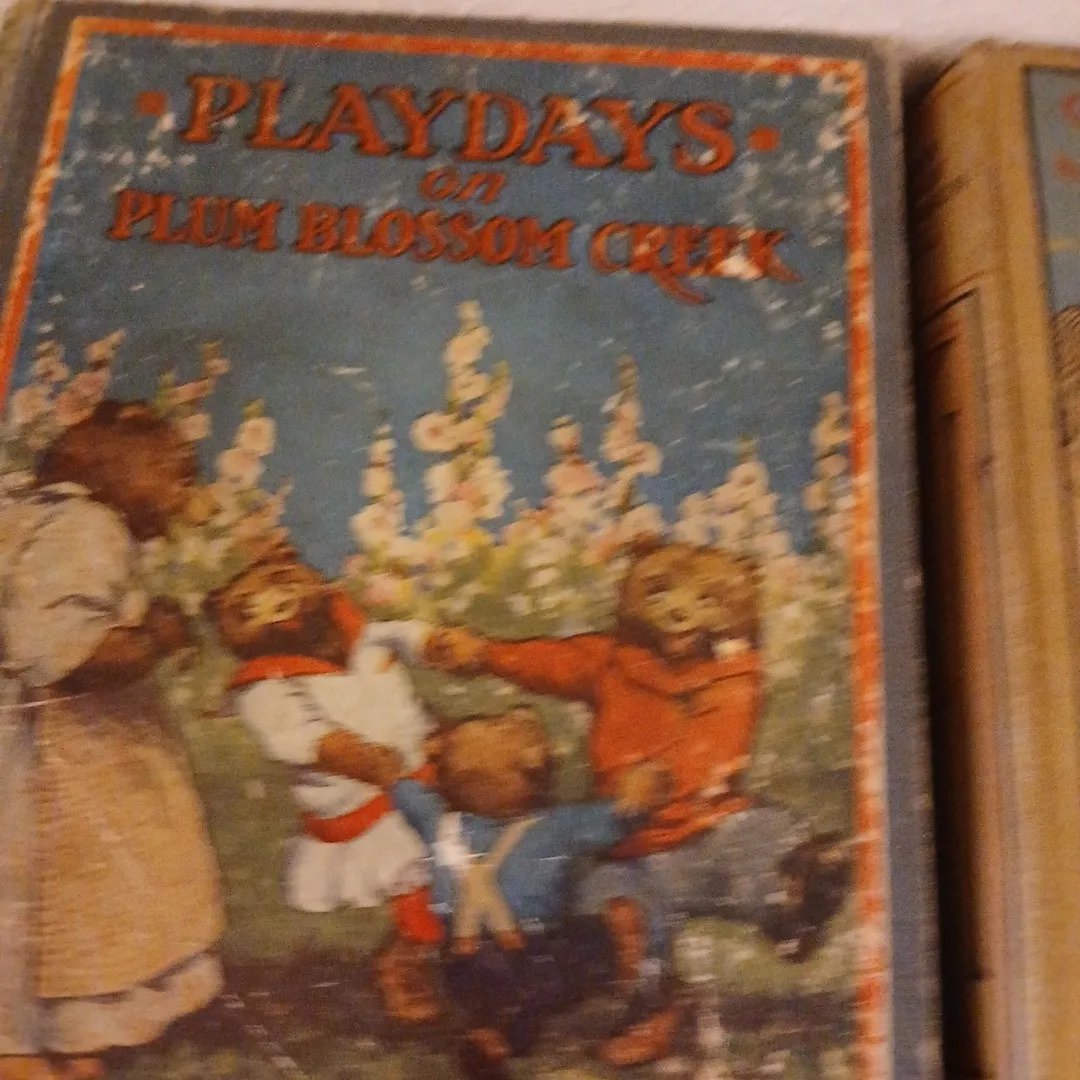 · PLAYDAYS ·
on
PLUM BLOSSOM CREEK